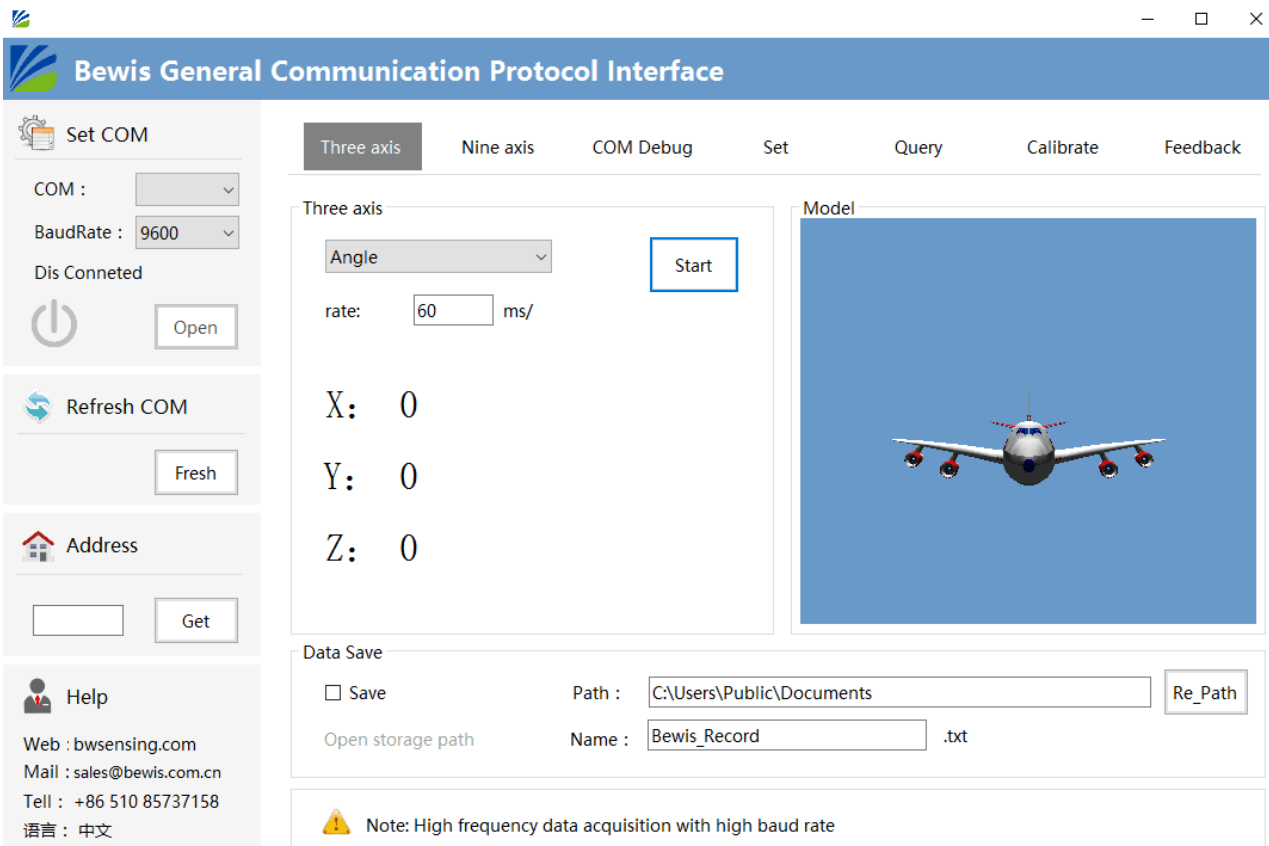 Bewis General Communication Protocol Interface
Set COM
COM :
BaudRate : 9600
Dis Conneted
Open
Refresh COM
Fresh
Address
Get
Help
Web : bwsensing.com
Mail : sales@bewis.com.cn
Tell : +86 510 85737158
语言： 中文
Three axis Nine axis COM Debug Set Query Calibrate Feedback
Three axis
Angle
Start
rate: 60 ms/
X: 0
Y: 0
Z: 0
Model
Data Save
Save Path : C:\Users\Public\Documents Re_Path
Open storage path Name : Bewis_Record .txt
Note: High frequency data acquisition with high baud rate